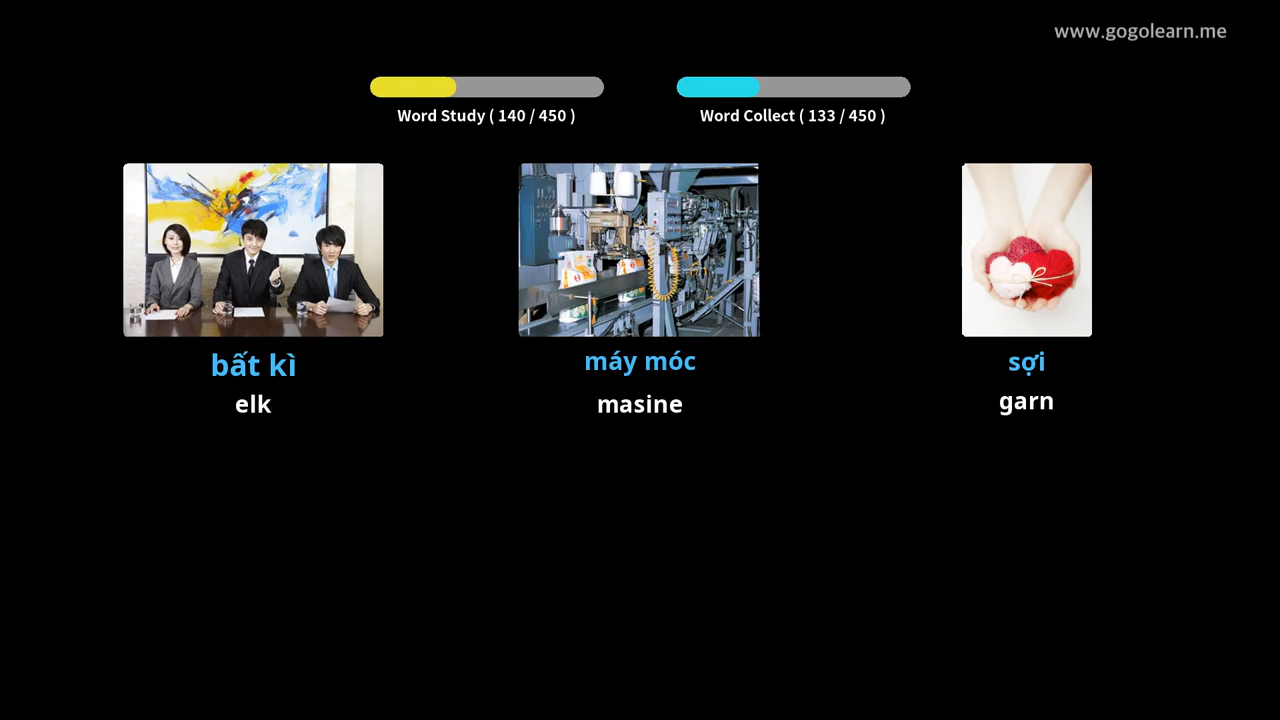 www.gogolearn.me
Word Study ( 140 / 450 )
Word Collect ( 133 / 450 )
bất kì
elk
máy móc
masine
sợi
garn